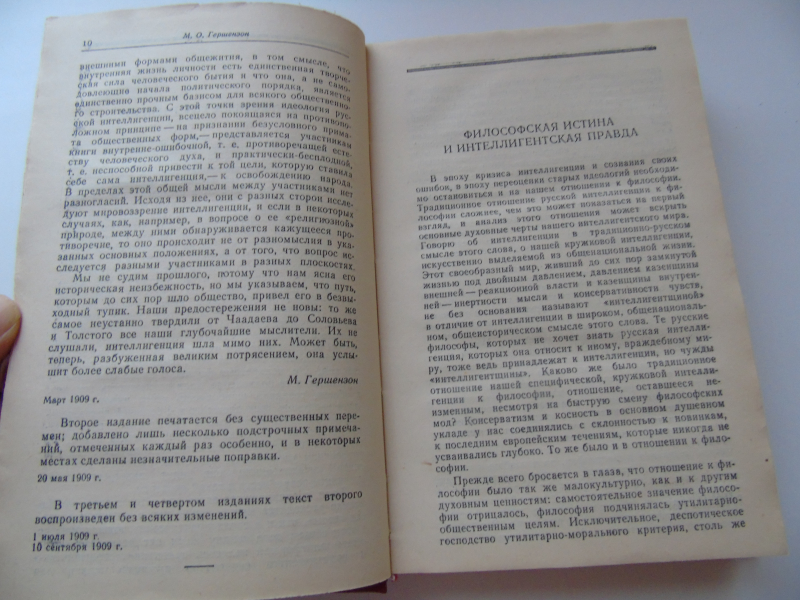 10
М. О. Гершензон
внешними формами общежития, в том смысле, что
внутренняя жизнь личности есть единственная творче-
ская сила человеческого бытия и что она, а не само-
довлеющие начала политического порядка, является
единственно прочным базисом для всякого общественно-
го строительства. С этой точки зрения идеология рус-
ской интеллигенции, всецело покоящаяся на противопо-
ложном принципе — на признании безусловного прима-
та общественных форм, — представляется участникам
книги внутренне-ошибочной, т. е. противоречащей есте-
ству человеческого духа, и практически-бесплодной,
т. е. неспособной привести к той цели, которую ставила
себе сама интеллигенция, — к освобождению народа.
В пределах этой общей мысли между участниками нет
разногласий. Исходя из нее, они с разных сторон иссле-
дуют мировоззрение интеллигенции, и если в некоторых
случаях, как, например, в вопросе о ее «религиозной»
природе, между ними обнаруживается кажущееся про-
тиворечие, то оно происходит не от разномыслия в ука-
занных основных положениях, а от того, что вопрос ис-
следуется разными участниками в разных плоскостях.
Мы не судим прошлого, потому что нам ясна его
историческая неизбежность, но мы указываем, что путь,
которым до сих пор шло общество, привел его в безвы-
ходный тупик. Наши предостережения не новы: то же
самое неустанно твердили от Чаадаева до Соловьева
и Толстого все наши глубочайшие мыслители. Их не
слушали, интеллигенция шла мимо них. Может быть,
теперь, разбуженная великим потрясением, она услы-
шит более слабые голоса.
М. Гершензон
Март 1909 г.
Второе издание печатается без существенных пере-
мен; добавлено лишь несколько подстрочных примеча-
ний, отмеченных каждый раз особенно, и в некоторых
местах сделаны незначительные поправки.
20 мая 1909 г.
В третьем и четвертом изданиях текст второго
воспроизведен без всяких изменений.
1 июля 1909 г.
10 сентября 1909 г.
ФИЛОСОФСКАЯ ИСТИНА
И ИНТЕЛЛИГЕНТСКАЯ ПРАВДА
В эпоху кризиса интеллигенции и сознания своих
ошибок, в эпоху переоценки старых идеологий необходи-
мо остановиться и на нашем отношении к философии.
Традиционное отношение русской интеллигенции к фи-
лософии сложнее, чем это может показаться на первый
взгляд, и анализ этого отношения может вскрыть
основные духовные черты нашего интеллигентского мира.
Говорю об интеллигенции в традиционно-русском
смысле этого слова, о нашей кружковой интеллигенции,
искусственно выделяемой из общенациональной жизни.
Этот своеобразный мир, живший до сих пор замкнутой
жизнью под двойным давлением, давлением казенщины
внешней — реакционной власти и казенщины внутрен-
ней — инертности мысли и консервативности чувств,
не без основания называют «интеллигентщиной»
в отличие от интеллигенции в широком, общенациональ-
ном, общеисторическом смысле этого слова. Те русские
философы, которых не хочет знать русская интелли-
генция, которых она относит к иному, враждебному ми-
ру, тоже ведь принадлежат к интеллигенции, но чужды
«интеллигентщины». Каково же было традиционное
отношение нашей специфической, кружковой интелли-
генции к философии, отношение, оставшееся не-
изменным, несмотря на быструю смену философских
мод? Консерватизм и косность в основном душевном
укладе у нас соединялись с склонностью к новинкам,
к последним европейским течениям, которые никогда не
усваивались глубоко. То же было и в отношении к фило-
софии.
Прежде всего бросается в глаза, что отношение к фи-
лософии было так же малокультурно, как и к другим
духовным ценностям: самостоятельное значение филосо-
фии отрицалось, философия подчинялась утилитарно-
общественным целям. Исключительное, деспотическое
господство утилитарно-морального критерия, столь же